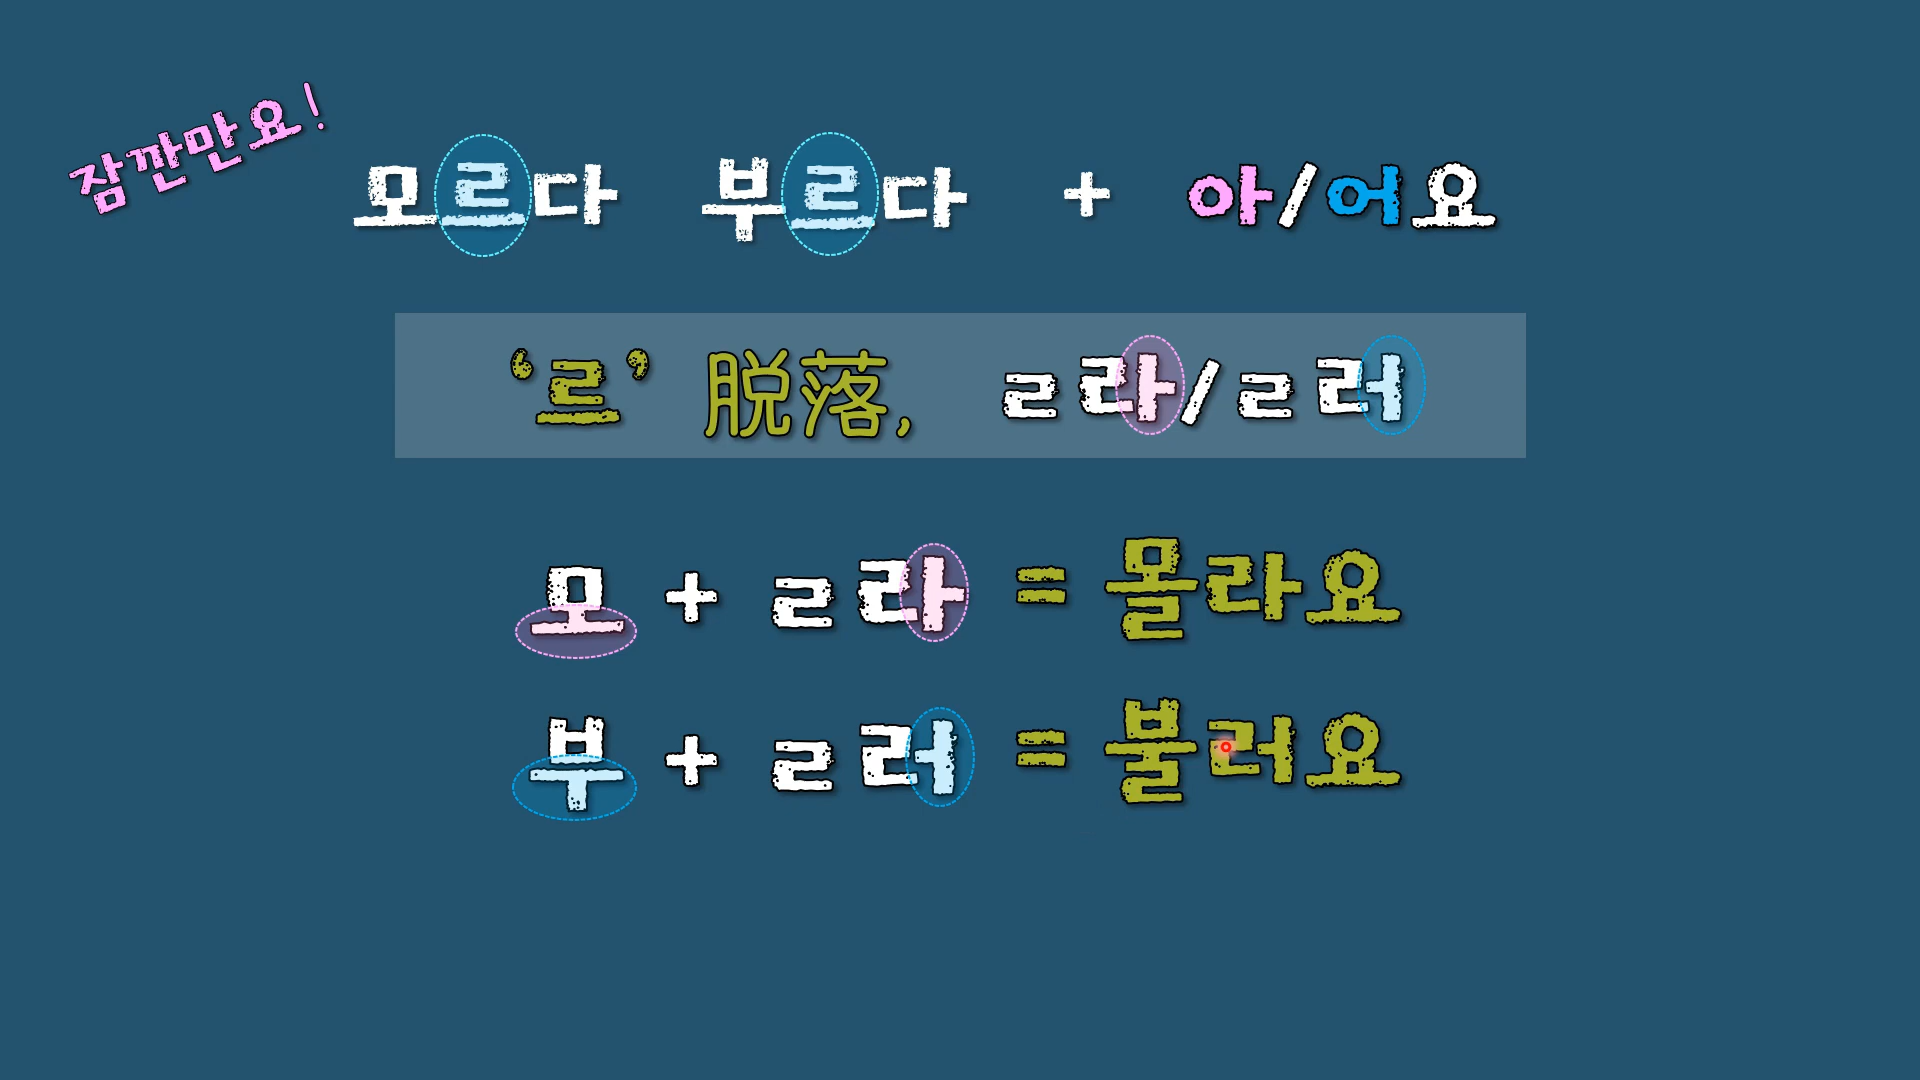 잠깐만요!
모르다 부르다 + 아/어요
‘르’ 脱落, ㄹ라/ㄹ러
모 + ㄹ라 = 몰라요
부 + ㄹ러 = 불러요